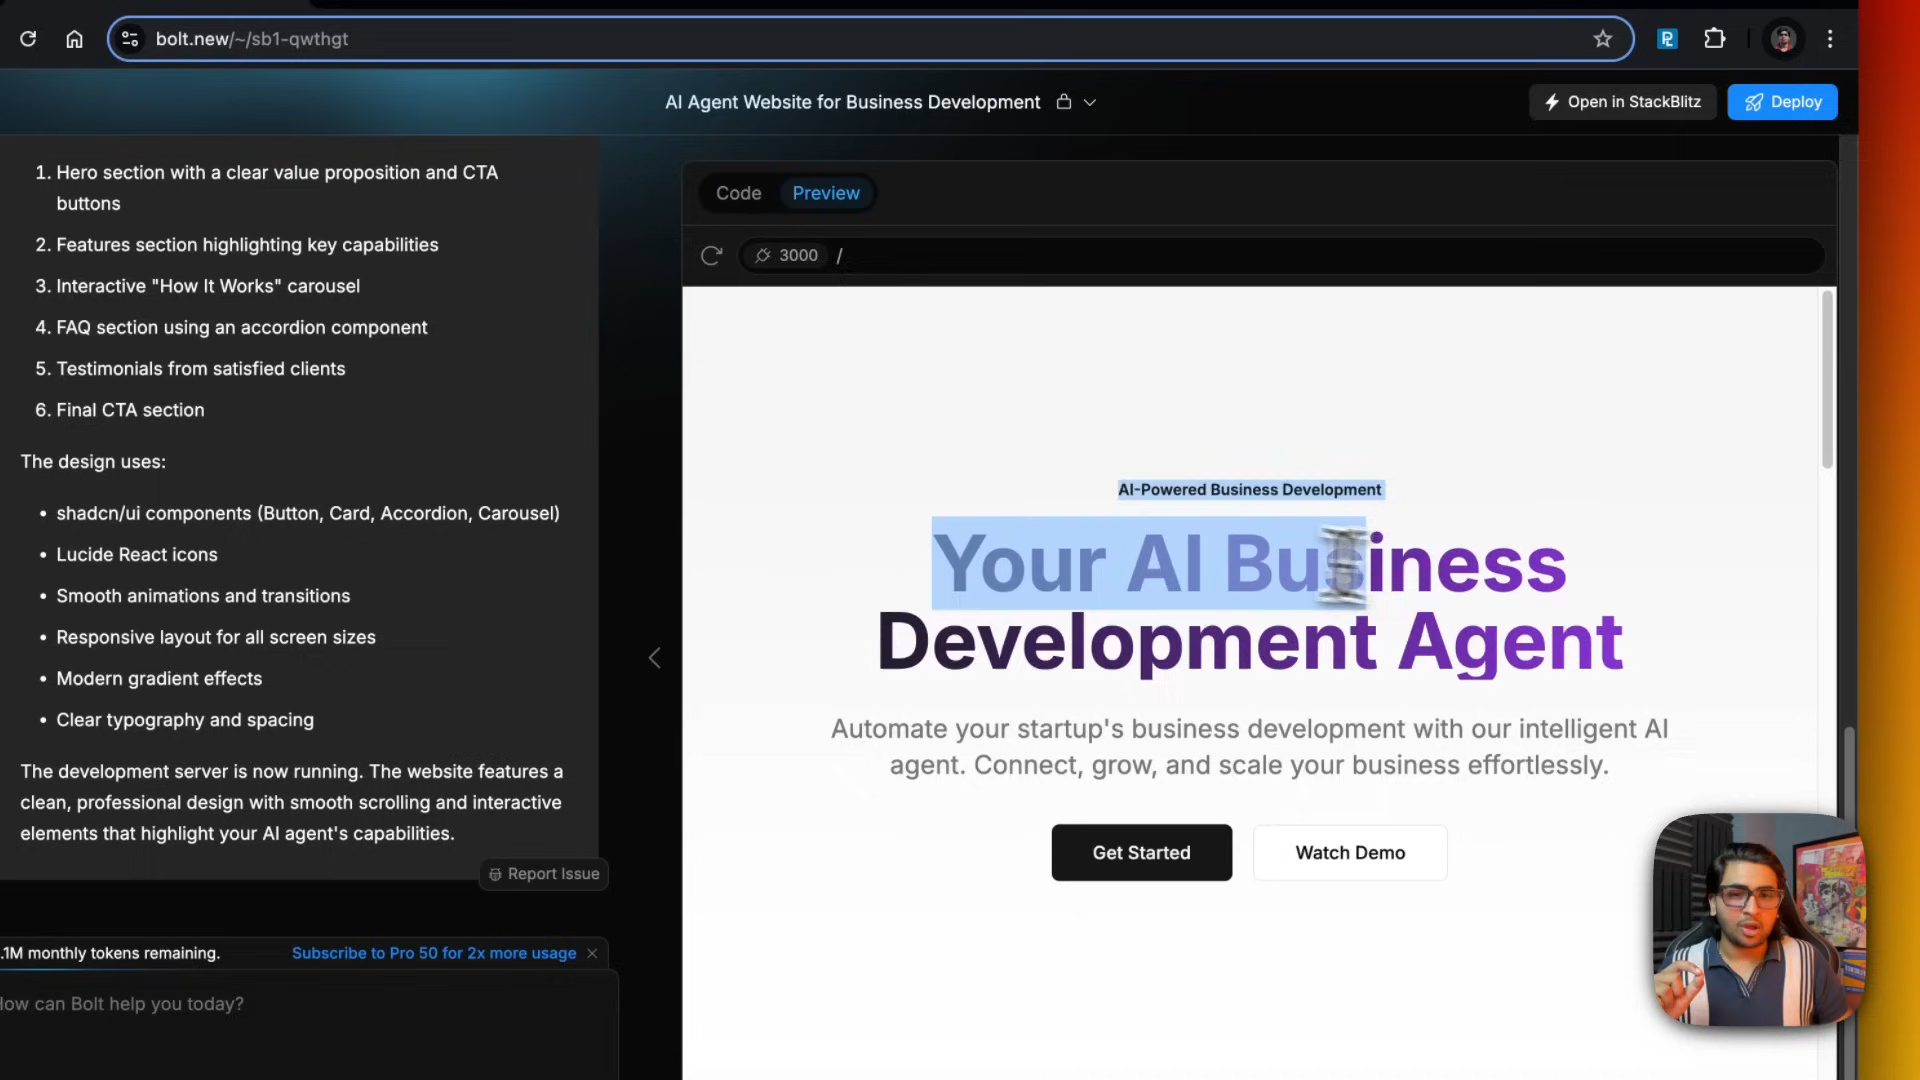 bolt.new/~/sb1-qwthgt
AI Agent Website for Business Development
Open in StackBlitz
Deploy
1. Hero section with a clear value proposition and CTA
buttons
2. Features section highlighting key capabilities
3. Interactive "How It Works" carousel
4. FAQ section using an accordion component
5. Testimonials from satisfied clients
6. Final CTA section
The design uses:
• shadcn/ui components (Button, Card, Accordion, Carousel)
• Lucide React icons
• Smooth animations and transitions
• Responsive layout for all screen sizes
• Modern gradient effects
• Clear typography and spacing
The development server is now running. The website features a
clean, professional design with smooth scrolling and interactive
elements that highlight your AI agent's capabilities.
Report Issue
.1M monthly tokens remaining.
Subscribe to Pro 50 for 2x more usage
How can Bolt help you today?
Code
Preview
3000 /
AI-Powered Business Development
Your AI Business
Development Agent
Automate your startup's business development with our intelligent AI
agent. Connect, grow, and scale your business effortlessly.
Get Started
Watch Demo